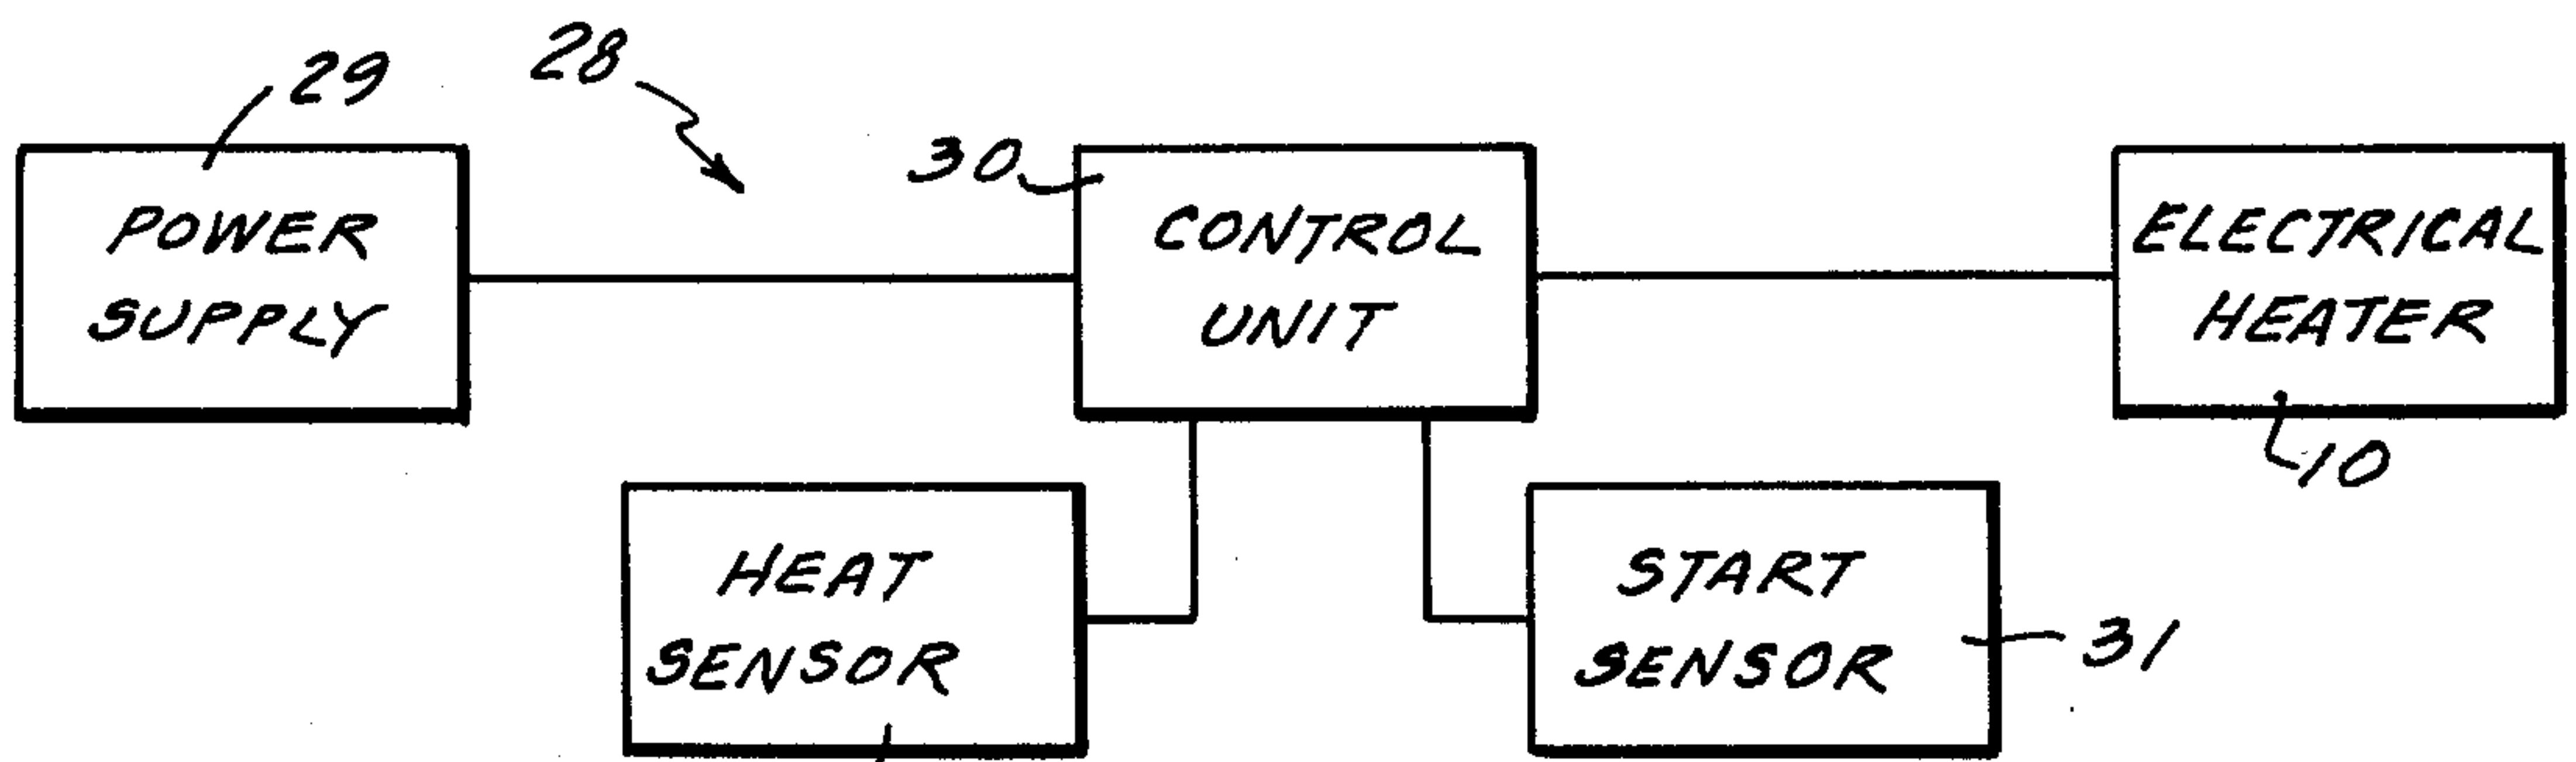 29
28
30
POWER
SUPPLY
CONTROL
UNIT
ELECTRICAL
HEATER
10
HEAT
SENSOR
START
SENSOR
31